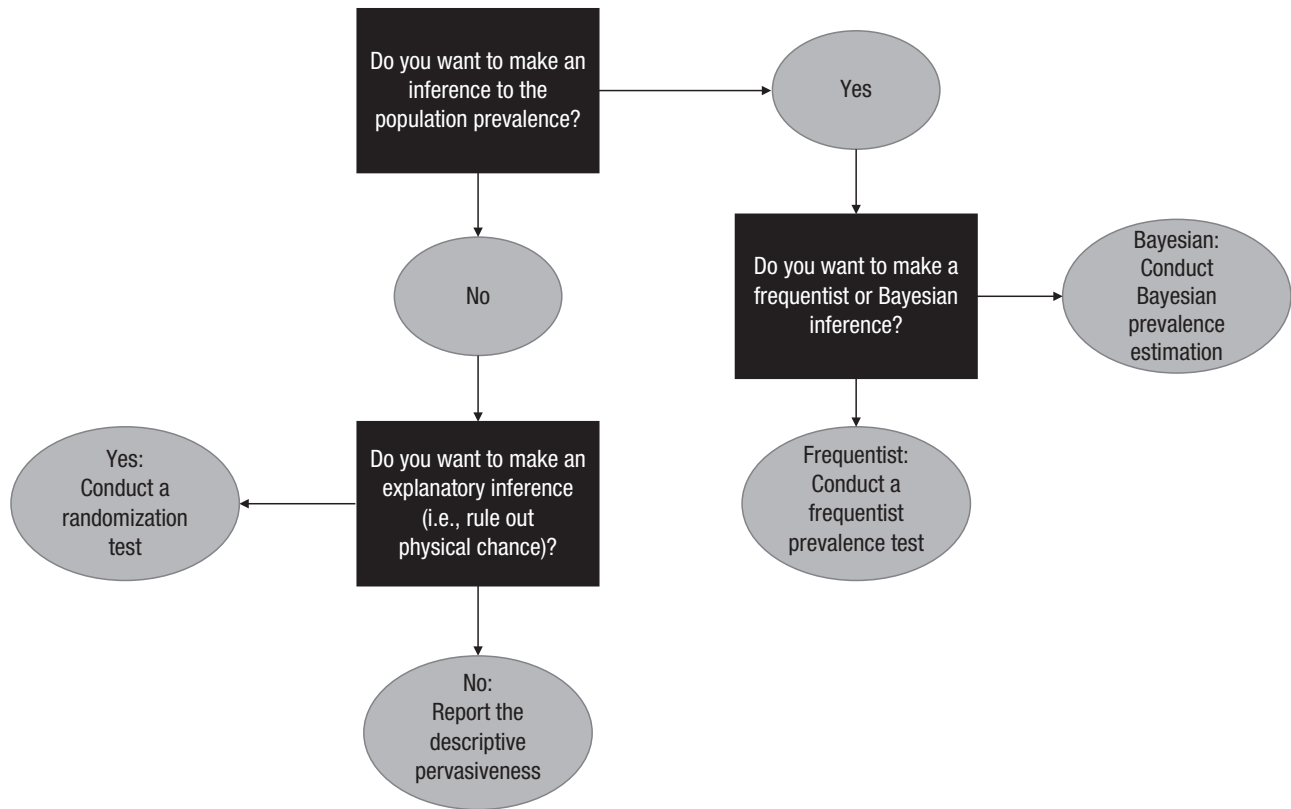 Do you want to make an
inference to the
population prevalence?
Yes
No
Do you want to make a
frequentist or Bayesian
inference?
Bayesian:
Conduct
Bayesian
prevalence
estimation
Yes:
Conduct a
randomization
test
Do you want to make an
explanatory inference
(i.e., rule out
physical chance)?
Frequentist:
Conduct a
frequentist
prevalence test
No:
Report the
descriptive
pervasiveness